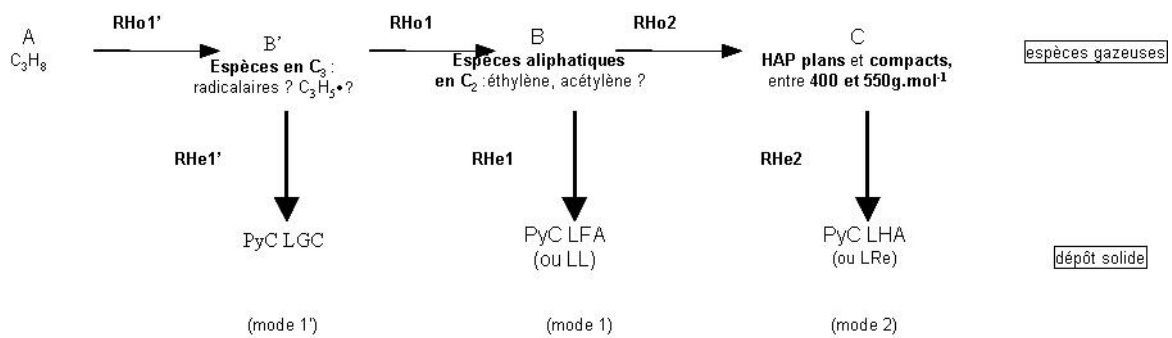 RHo1' RHo1 RHo2
A B' B C
C₃H₈ Espèces en C₃ : Espèces aliphatiques HAP plans et compacts, espèces gazeuses
radicalaires ? C₃H₅•? en C₂ :éthylène, acétylène ? entre 400 et 550g.mol⁻¹
RHe1' RHe1 RHe2
PyC LGC PyC LFA PyC LHA
(ou LL) (ou LRe) dépôt solide
(mode 1') (mode 1) (mode 2)